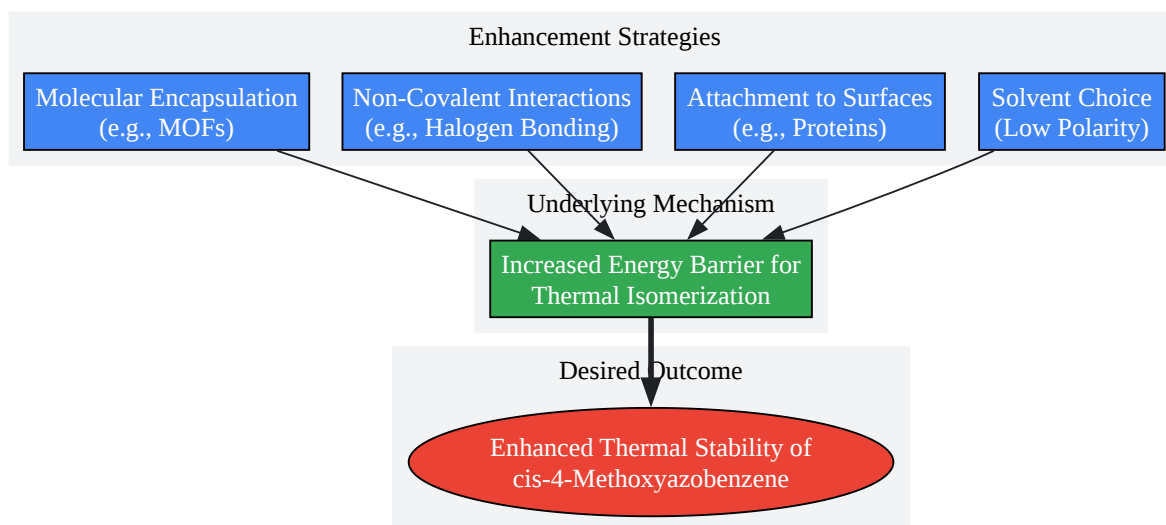 Enhancement Strategies
Molecular Encapsulation
(e.g., MOFs)
Non-Covalent Interactions
(e.g., Halogen Bonding)
Attachment to Surfaces
(e.g., Proteins)
Solvent Choice
(Low Polarity)
Underlying Mechanism
Increased Energy Barrier for
Thermal Isomerization
Desired Outcome
Enhanced Thermal Stability of
cis-4-Methoxyazobenzene